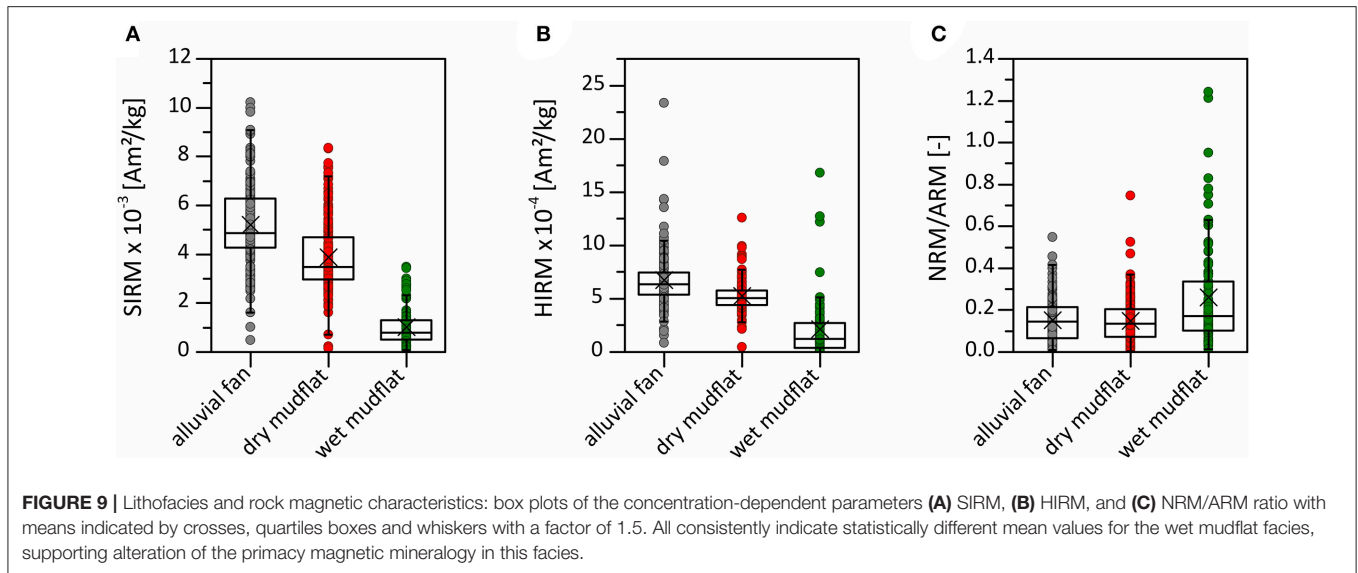 A
SIRM x 10⁻³ [Am²/kg]
12
10
8
6
4
2
0
alluvial fan
dry mudflat
wet mudflat
B
HIRM x10⁻⁴ [Am²/kg]
25
20
15
10
5
0
alluvial fan
dry mudflat
wet mudflat
C
NRM/ARM [-]
1.4
1.2
1.0
0.8
0.6
0.4
0.2
0.0
alluvial fan
dry mudflat
wet mudflat
FIGURE 9 | Lithofacies and rock magnetic characteristics: box plots of the concentration-dependent parameters (A) SIRM, (B) HIRM, and (C) NRM/ARM ratio with
means indicated by crosses, quartiles boxes and whiskers with a factor of 1.5. All consistently indicate statistically different mean values for the wet mudflat facies,
supporting alteration of the primacy magnetic mineralogy in this facies.